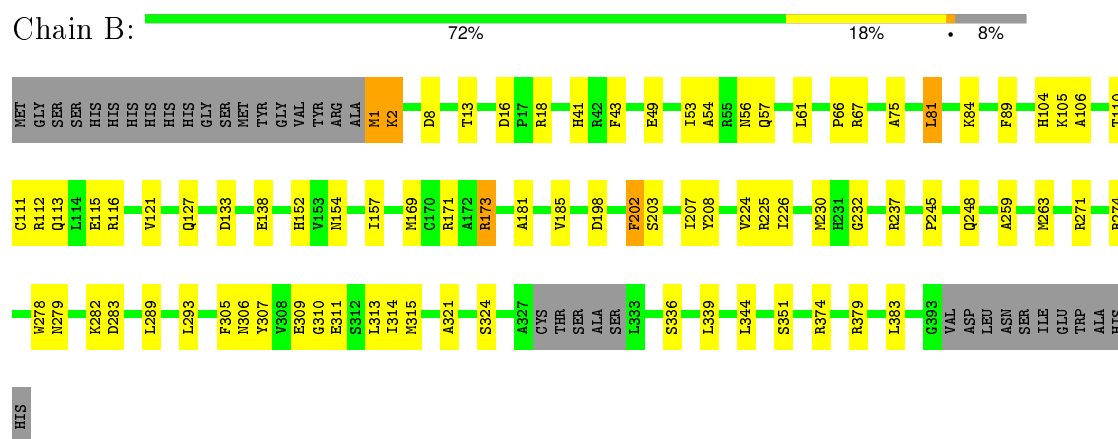 Chain B:
72% 18% • 8%
MET GLY SER SER HIS HIS HIS HIS HIS HIS GLY SER MET TYR GLY VAL TYR ARG ALA M1 K2 D8 T13 D16 P17 R18 H41 R42 F43 E49 I53 A54 R55 N56 Q57 L61 P66 R67 A75 L81 K84 F89 H104 K105 A106 T110
C111 R112 Q113 L114 E115 R116 V121 Q127 D133 E138 H152 V153 N154 I157 M169 C170 R171 A172 R173 A181 V185 D198 F202 S203 I207 Y208 V224 R225 I226 M230 H231 G232 R237 P245 Q248 A259 M263 R271 R274
W278 N279 K282 D283 L289 L293 F305 N306 Y307 V308 E309 G310 E311 S312 L313 I314 M315 A321 S324 A327 CYS THR SER ALA SER L333 S336 L339 L344 S351 R374 R379 L383 G393 VAL ASP LEU ASN SER ILE GLU TRP ALA HIS
HIS